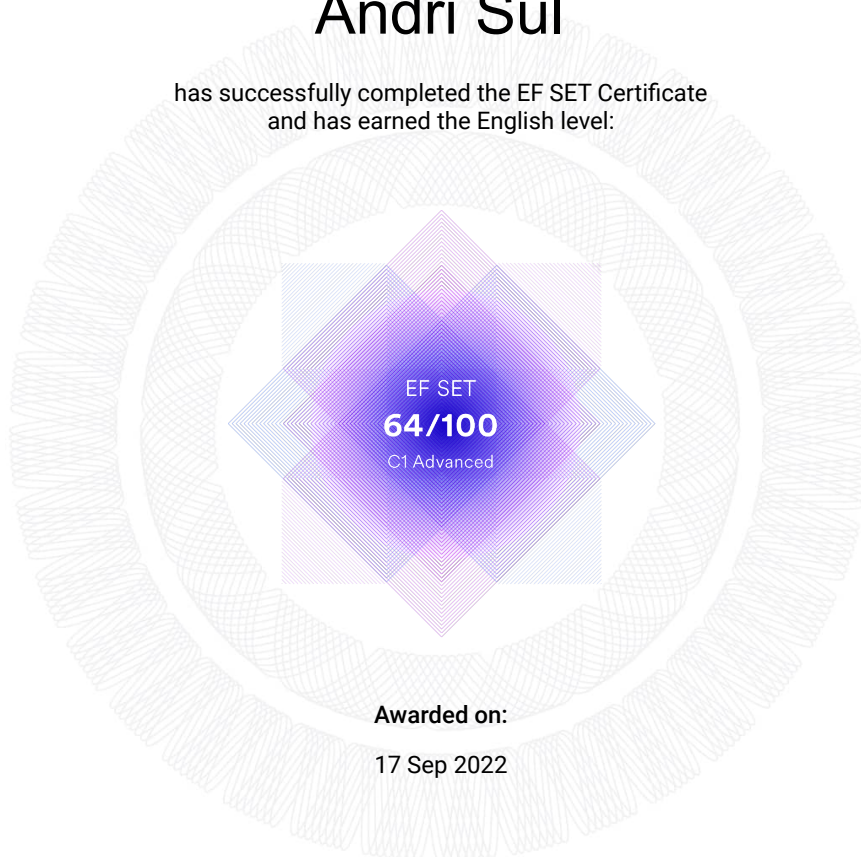 Andri Sul
has successfully completed the EF SET Certificate
and has earned the English level:
EF SET
64/100
C1 Advanced
Awarded on:
17 Sep 2022